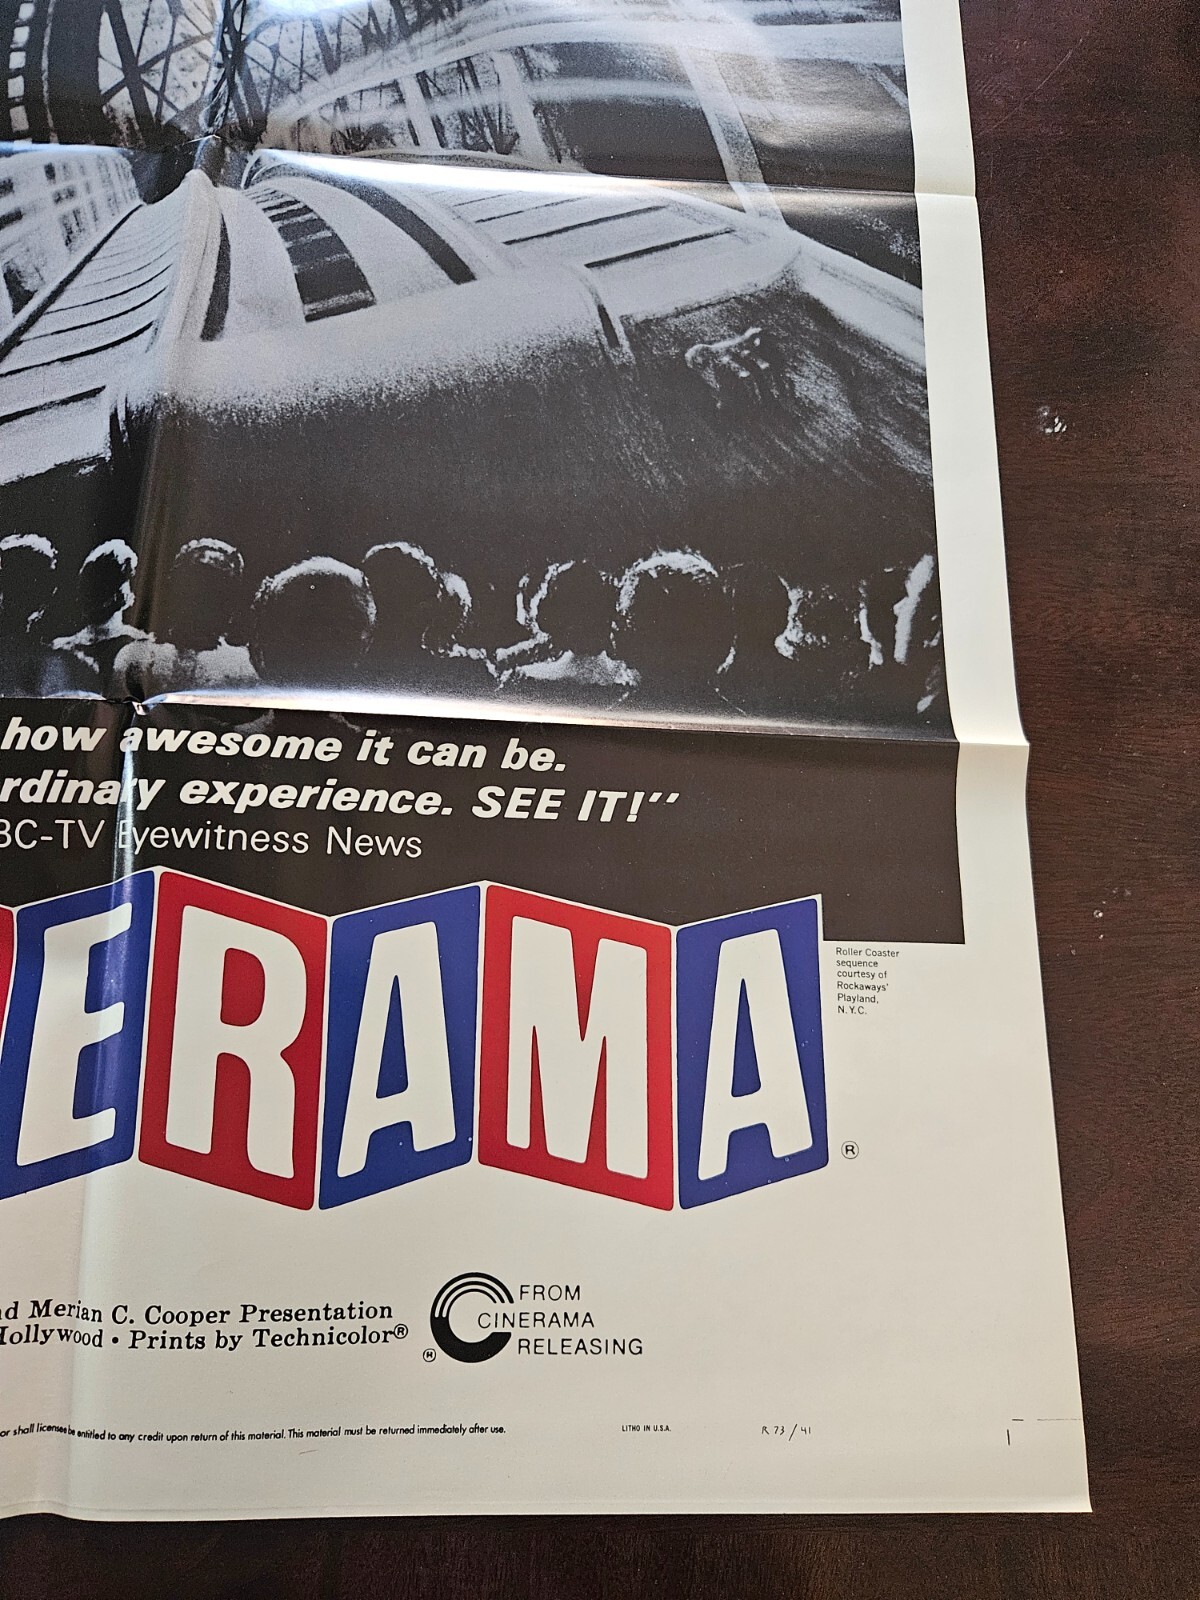 how awesome it can be.
rdinary experience. SEE IT!”
BC-TV Eyewitness News
ERAMA
®
Roller Coaster
sequence
courtesy of
Rockaways'
Playland,
N.Y.C.
nd Merian C. Cooper Presentation
Hollywood • Prints by Technicolor®
FROM
CINERAMA
RELEASING
or shall licensee be entitled to any credit upon return of this material. This material must be returned immediately after use.
LITHO IN U.S.A.
R 73/41